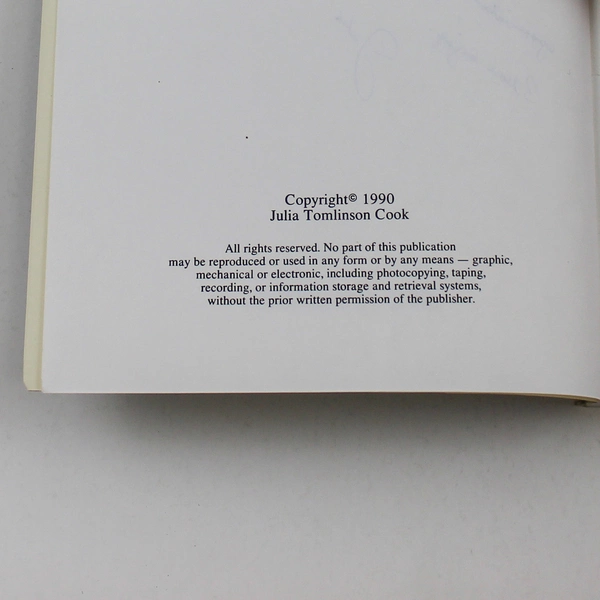 Copyright© 1990
Julia Tomlinson Cook
All rights reserved. No part of this publication
may be reproduced or used in any form or by any means — graphic,
mechanical or electronic, including photocopying, taping,
recording, or information storage and retrieval systems,
without the prior written permission of the publisher.